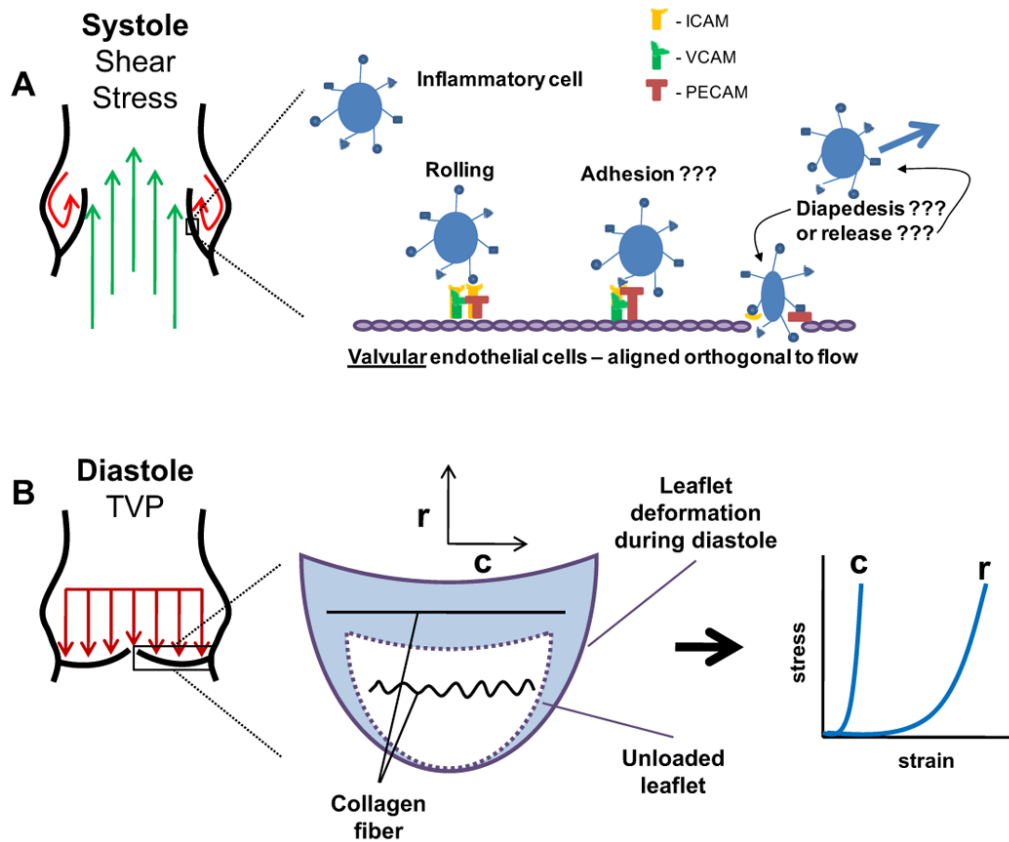 A
Systole
Shear
Stress
Inflammatory cell
- ICAM
- VCAM
- PECAM
Rolling
Adhesion ???
Diapedesis ???
or release ???
Valvular endothelial cells – aligned orthogonal to flow
B
Diastole
TVP
r
c
Leaflet
deformation
during diastole
Unloaded
leaflet
Collagen
fiber
c
r
stress
strain